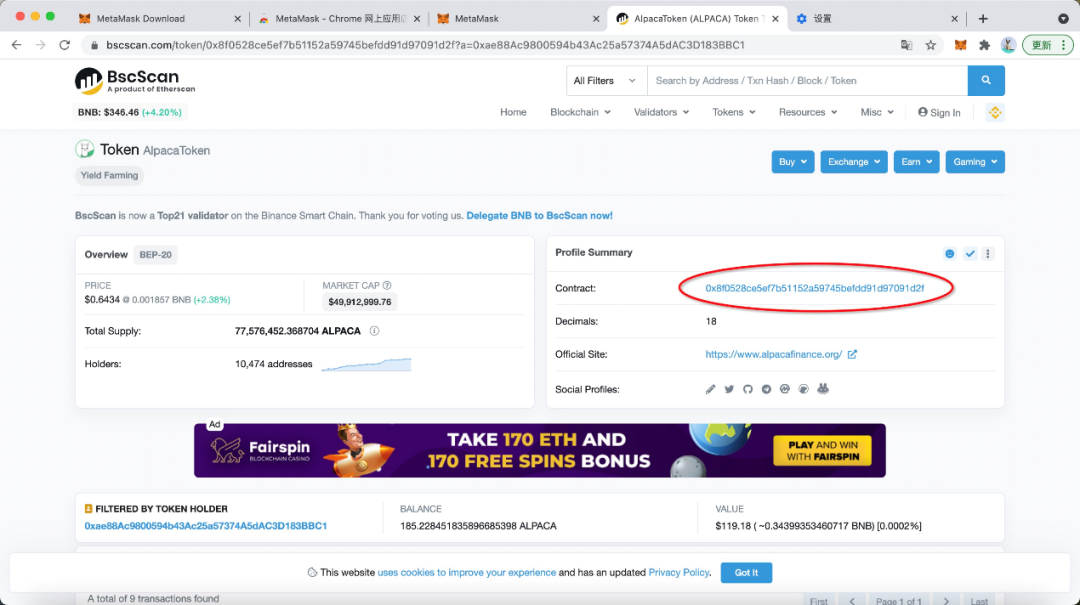 MetaMask Download
MetaMask - Chrome 网上应用店
MetaMask
AlpacaToken (ALPACA) Token T
设置
bscscan.com/token/0x8f0528ce5ef7b51152a59745befdd91d97091d2f?a=0xae88Ac9800594b43Ac25a57374A5dAC3D183BBC1
更新
BscScan
A product of Etherscan
All Filters
Search by Address / Txn Hash / Block / Token
BNB: $346.46 (+4.20%)
Home Blockchain Validators Tokens Resources Misc Sign In
Token AlpacaToken
Yield Farming
Buy Exchange Earn Gaming
BscScan is now a Top21 validator on the Binance Smart Chain. Thank you for voting us. Delegate BNB to BscScan now!
Overview BEP-20
PRICE
$0.6434 @ 0.001857 BNB (+2.38%)
MARKET CAP
$49,912,999.76
Total Supply: 77,576,452.368704 ALPACA
Holders: 10,474 addresses
Profile Summary
Contract: 0x8f0528ce5ef7b51152a59745befdd91d97091d2f
Decimals: 18
Official Site: https://www.alpacafinance.org/
Social Profiles:
Ad
Fairspin
BLOCKCHAIN CASINO
TAKE 170 ETH AND
170 FREE SPINS BONUS
PLAY AND WIN
WITH FAIRSPIN
FILTERED BY TOKEN HOLDER
0xae88Ac9800594b43Ac25a57374A5dAC3D183BBC1
BALANCE
185.228451835896685398 ALPACA
VALUE
$119.18 ( ~0.34399353460717 BNB) [0.0002%]
This website uses cookies to improve your experience and has an updated Privacy Policy.
Got It
A total of 9 transactions found
First Page 1 of 1 Last